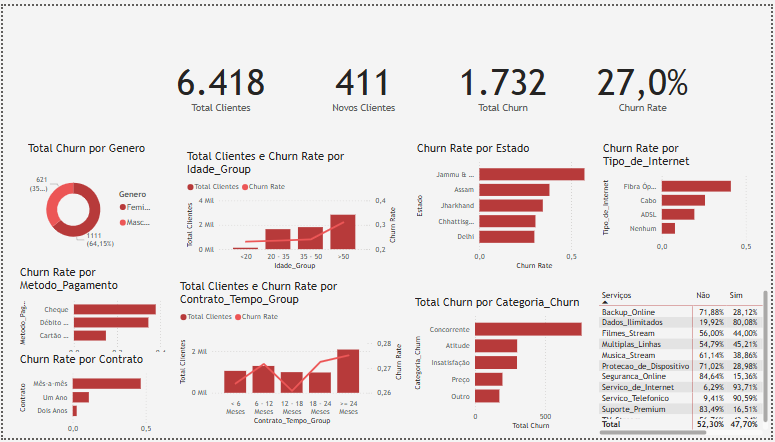 6.418
Total Clientes
411
Novos Clientes
1.732
Total Churn
27,0%
Churn Rate
Total Churn por Genero
621
(35...)
1111
(64,15%)
Genero
Femi...
Masc...
Total Clientes e Churn Rate por
Idade_Group
Total Clientes Churn Rate
Total Clientes
4 Mil
2 Mil
0 Mil
0,4
0,3
0,2
Churn Rate
<20
20 - 35
35 - 50
>50
Idade_Group
Churn Rate por Estado
Estado
Jammu & ...
Assam
Jharkhand
Chhattisg...
Delhi
0,0
0,5
Churn Rate
Churn Rate por
Tipo_de_Internet
Tipo_de_Internet
Fibra Óp...
Cabo
ADSL
Nenhum
0,0
0,5
Churn Rate por
Metodo_Pagamento
Metodo_Pag...
Cheque
Débito ...
Cartão ...
Churn Rate por Contrato
Contrato
Mês-a-mês
Um Ano
Dois Anos
0,0
0,5
Total Clientes e Churn Rate por
Contrato_Tempo_Group
Total Clientes Churn Rate
Total Clientes
2 Mil
0 Mil
0,28
0,27
0,26
Churn Rate
< 6
Meses
6 - 12
Meses
12 - 18
Meses
18 - 24
Meses
>= 24
Meses
Contrato_Tempo_Group
Total Churn por Categoria_Churn
Categoria_Churn
Concorrente
Atitude
Insatisfação
Preço
Outro
0
500
Total Churn
Serviços Não Sim
Backup_Online 71,88% 28,12%
Dados_Ilimitados 19,92% 80,08%
Filmes_Stream 56,00% 44,00%
Multiplas_Linhas 54,79% 45,21%
Musica_Stream 61,14% 38,86%
Protecao_de_Dispositivo 71,02% 28,98%
Seguranca_Online 84,64% 15,36%
Servico_de_Internet 6,29% 93,71%
Servico_Telefonico 9,41% 90,59%
Suporte_Premium 83,49% 16,51%
Total 52,30% 47,70%